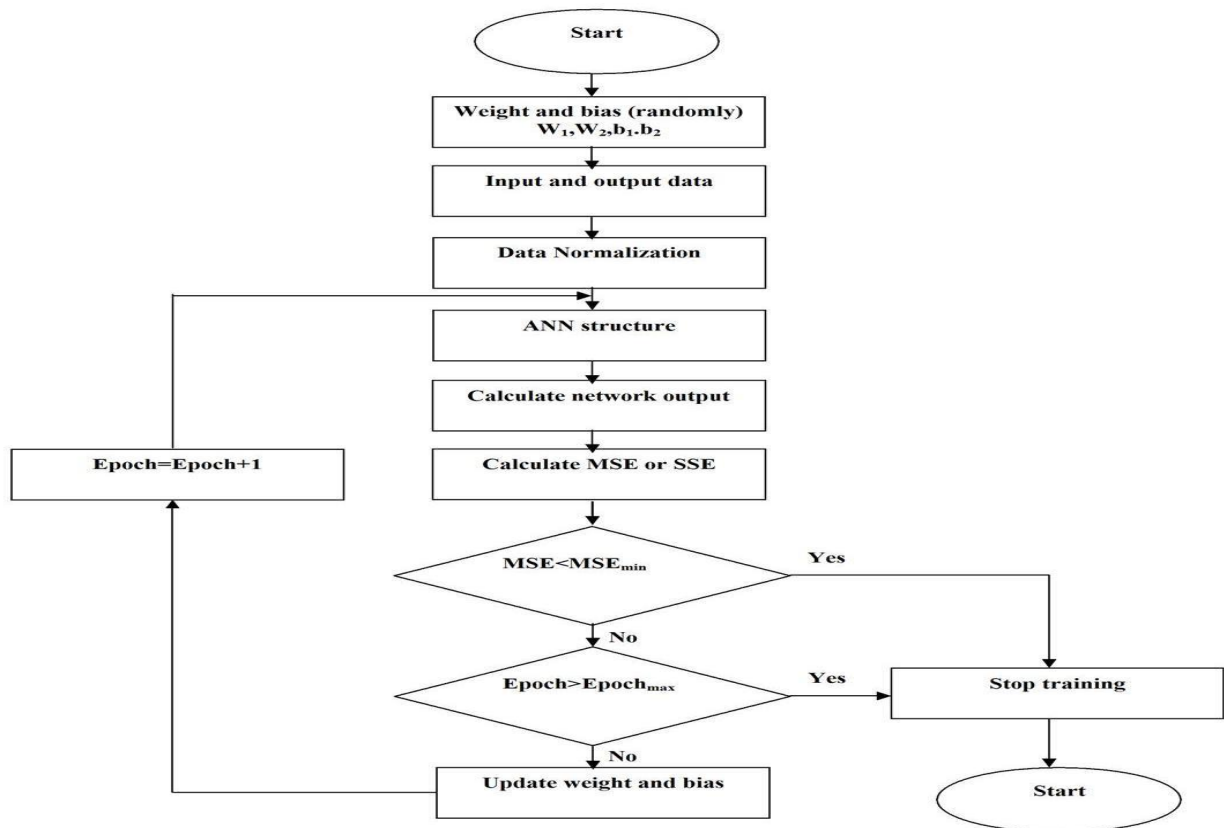 Start
Weight and bias (randomly)
W₁,W₂,b₁.b₂
Input and output data
Data Normalization
ANN structure
Calculate network output
Epoch=Epoch+1
Calculate MSE or SSE
MSE<MSEₘᵢₙ
Yes
No
Epoch>Epochₘₐₓ
Yes
Stop training
No
Update weight and bias
Start